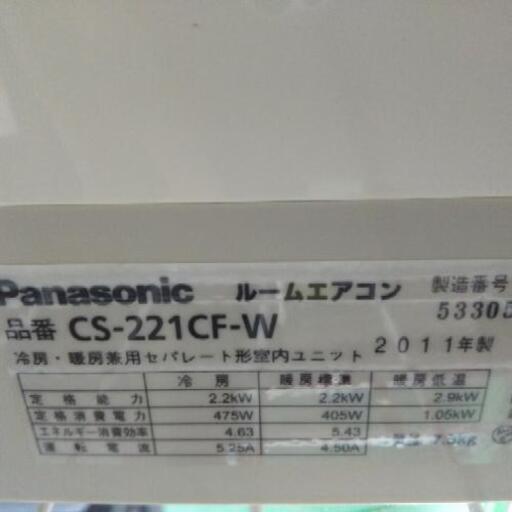 Panasonic ルームエアコン 製造番号
53305
品番 CS-221CF-W
冷房・暖房兼用セパレート形室内ユニット 2011年製
冷房 暖房標準 暖房低温
定格能力 2.2kW 2.2kW 2.9kW
定格消費電力 475W 405W 1.05kW
エネルギー消費効率 4.63 5.43
運転電流 5.25A 4.50A 7.5kg